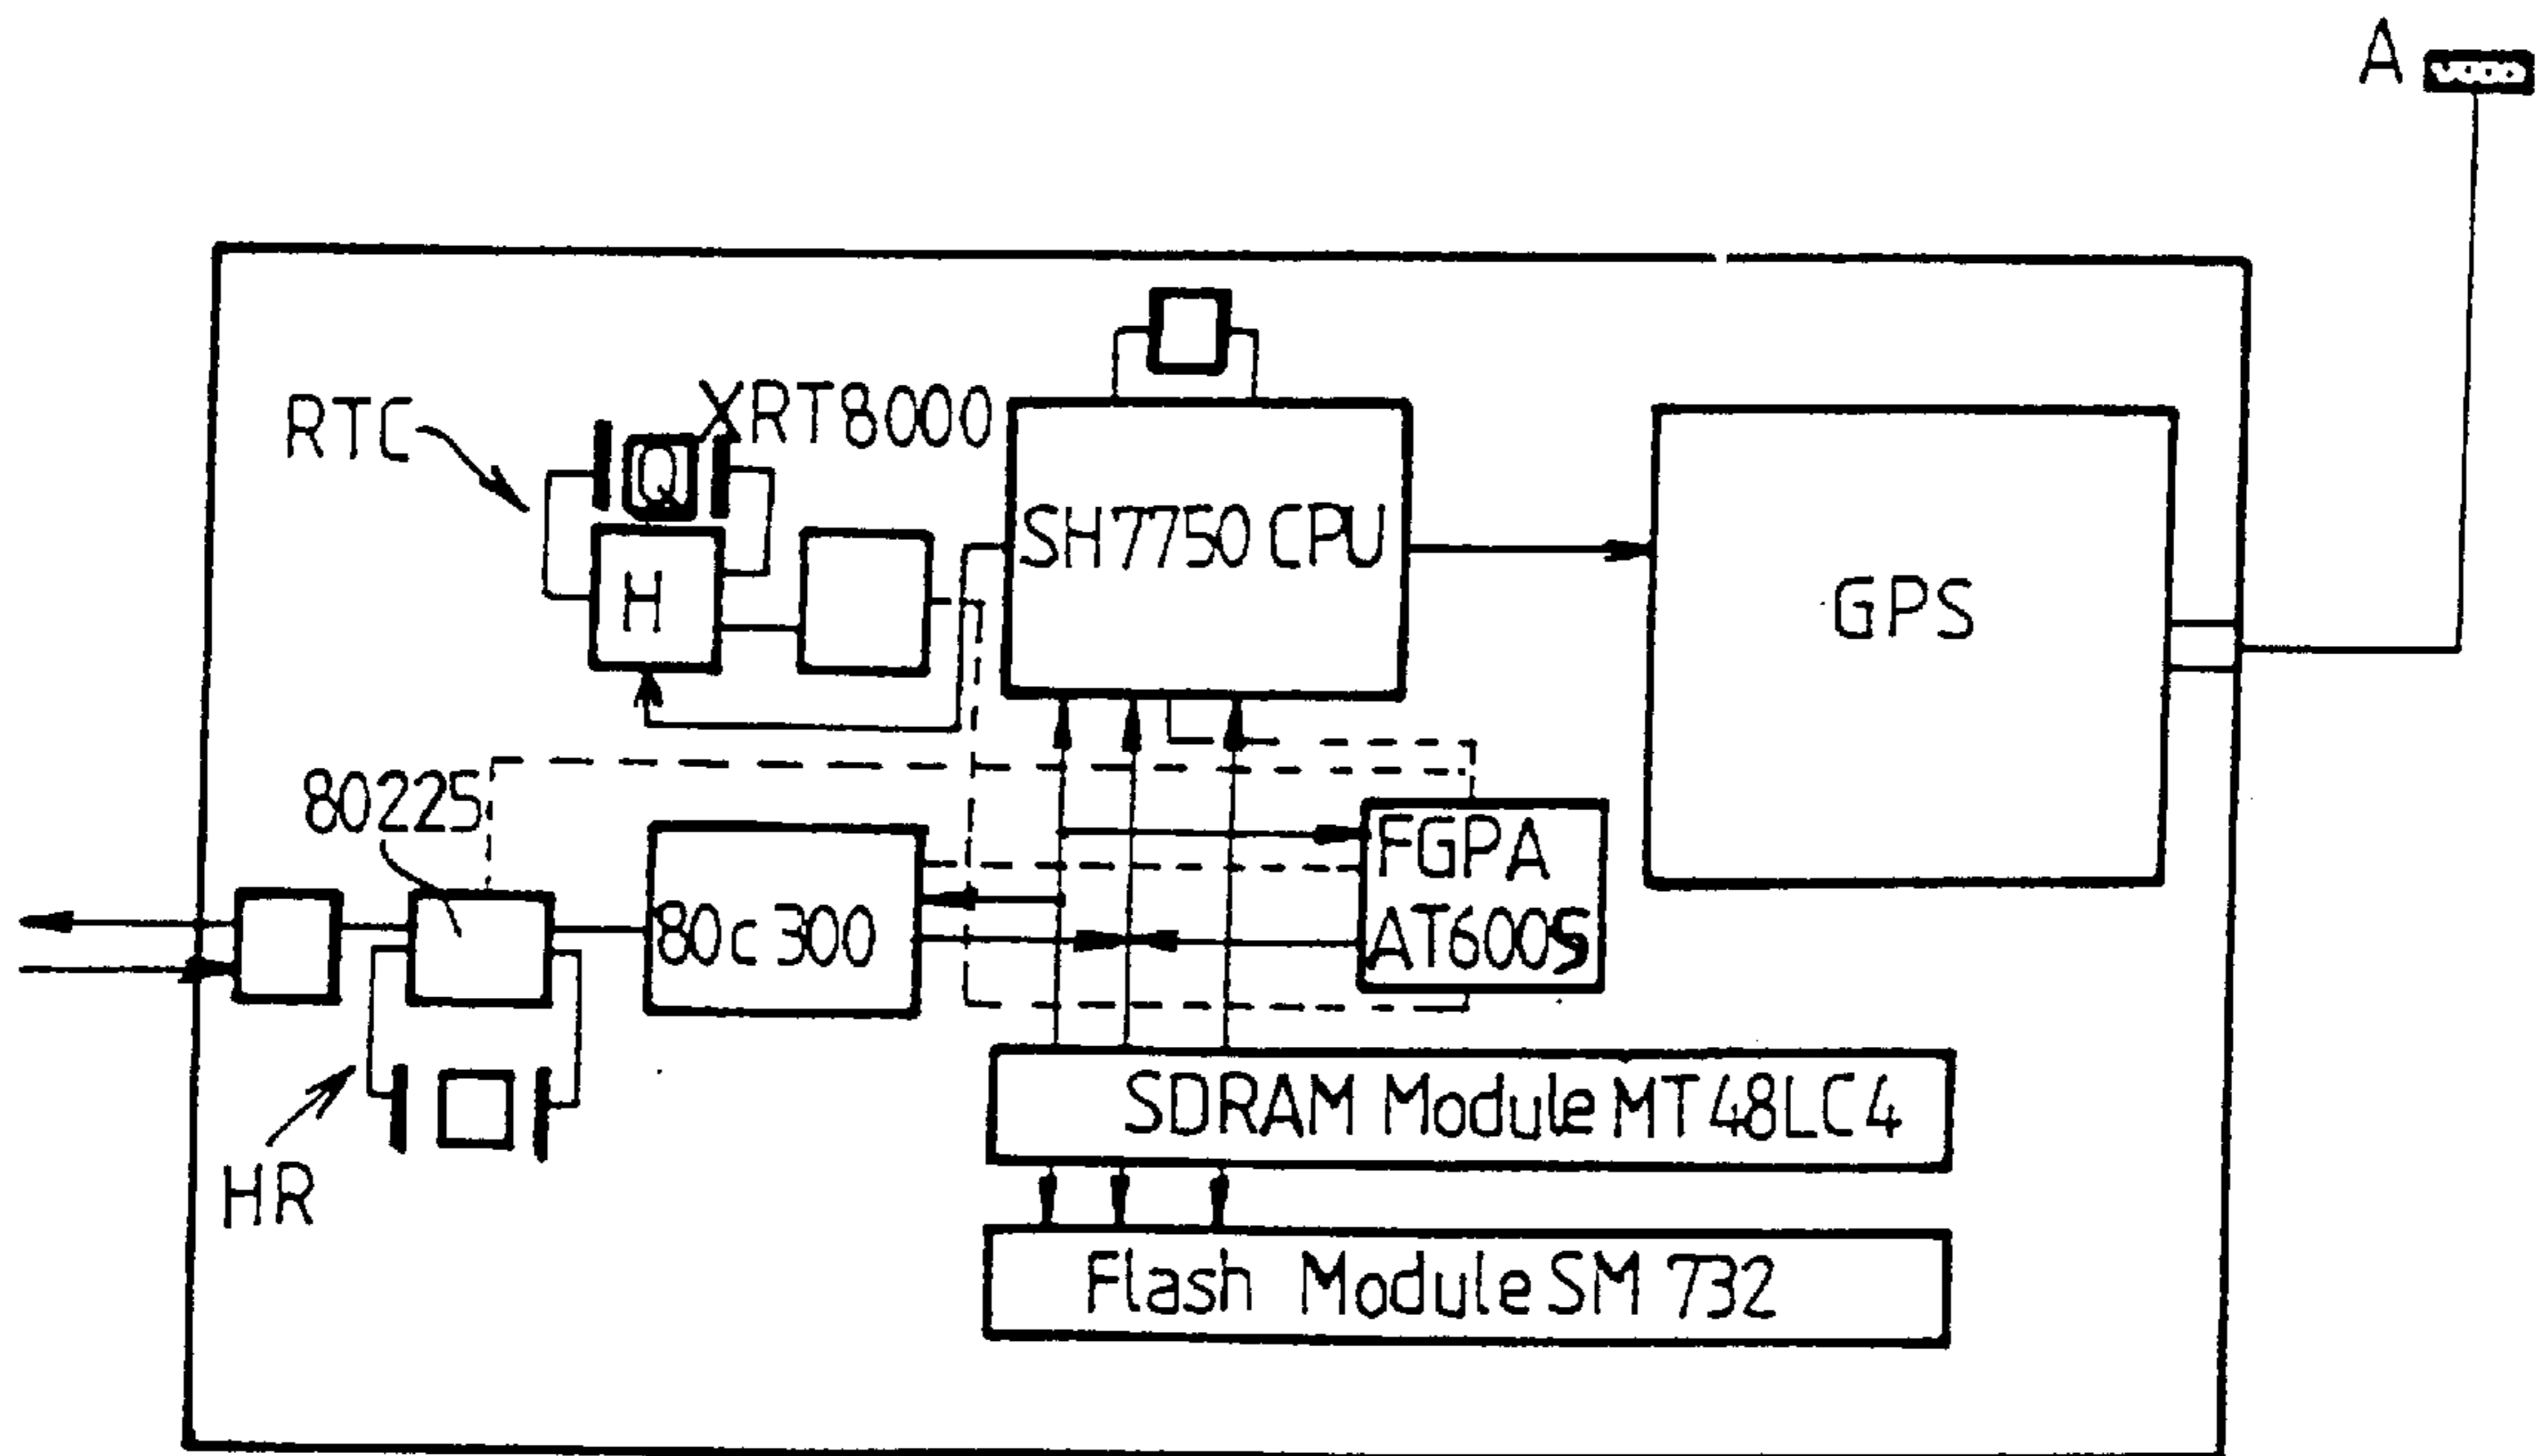 A
RTC
XRT8000
Q
H
SH7750 CPU
GPS
80225
80c300
FGPA
AT6005
HR
SDRAM Module MT48LC4
Flash Module SM 732